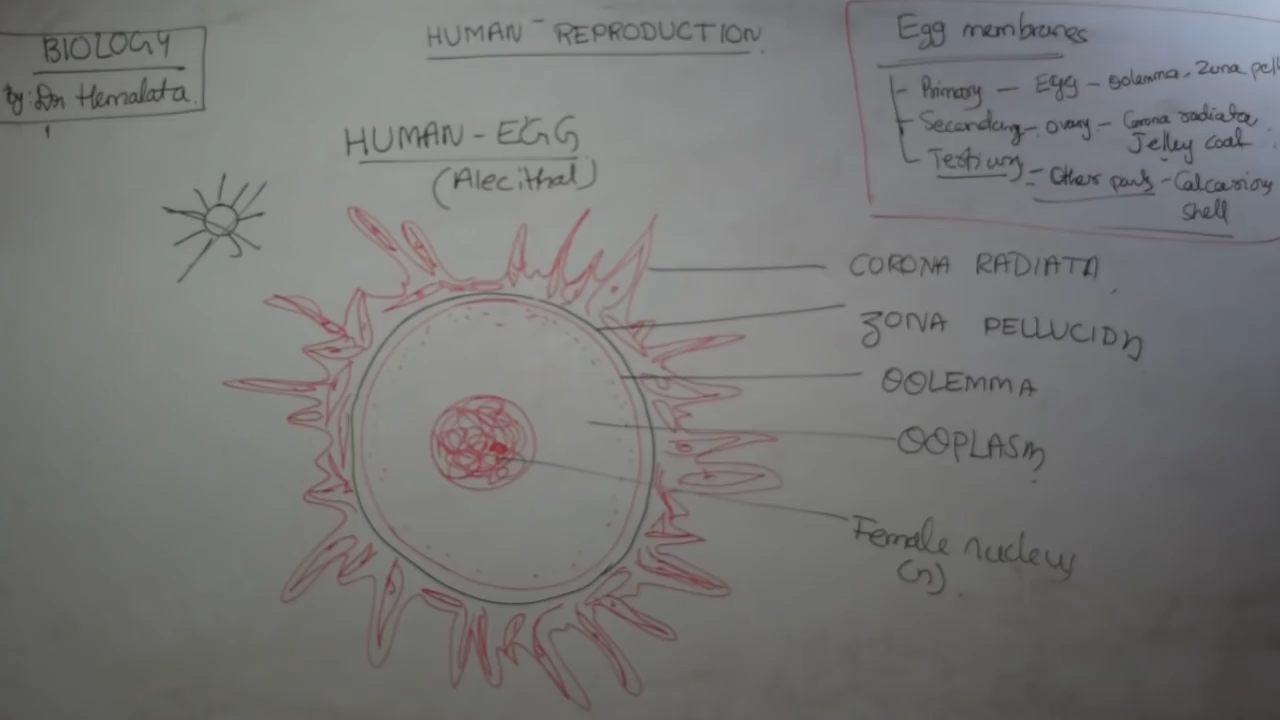 BIOLOGY
by: Dr Hemalata
HUMAN - REPRODUCTION
HUMAN - EGG
(Alecithal)
Egg membranes
Primary - Egg - Oolemma - Zona pell
Secondary - ovary - Corona radiata
Jelley coat
Tertiary - Other parts - Calcarious
shell
CORONA RADIATA
ZONA PELLUCIDA
OOLEMMA
OOPLASM
Female nucleus
(n)